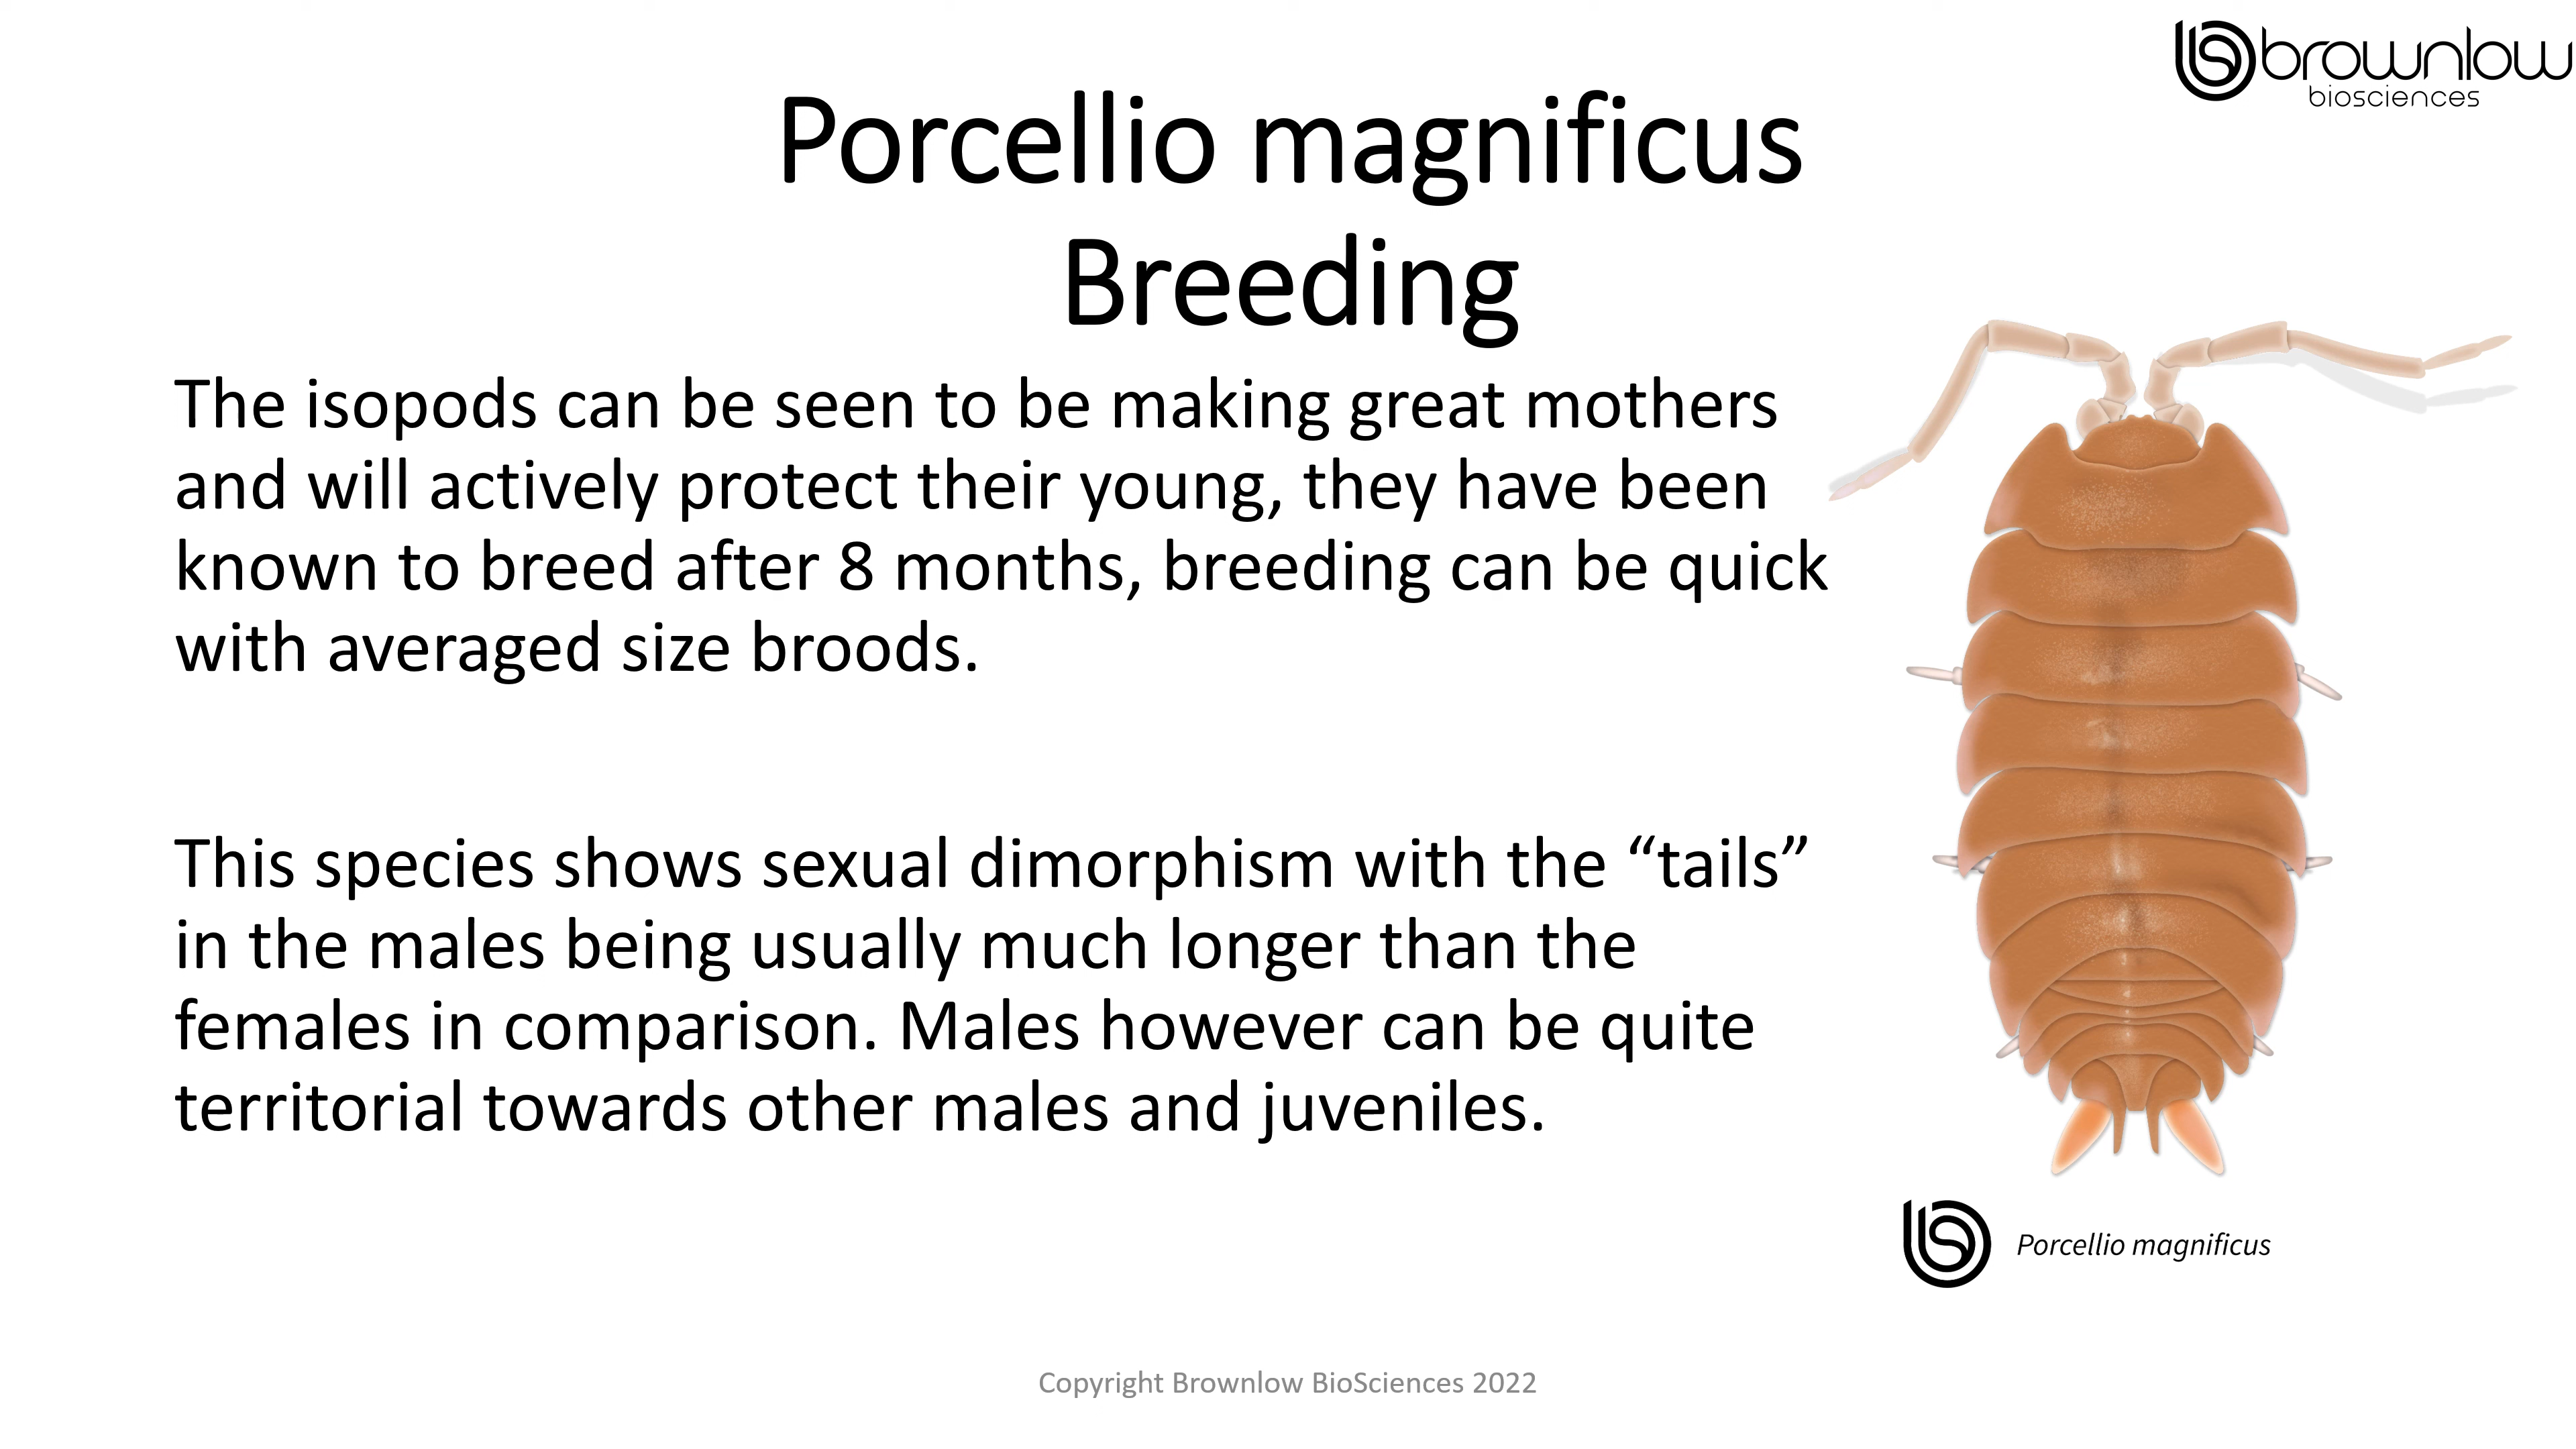 brownlow
biosciences
Porcellio magnificus
Breeding
The isopods can be seen to be making great mothers
and will actively protect their young, they have been
known to breed after 8 months, breeding can be quick
with averaged size broods.
This species shows sexual dimorphism with the “tails”
in the males being usually much longer than the
females in comparison. Males however can be quite
territorial towards other males and juveniles.
Porcellio magnificus
Copyright Brownlow BioSciences 2022